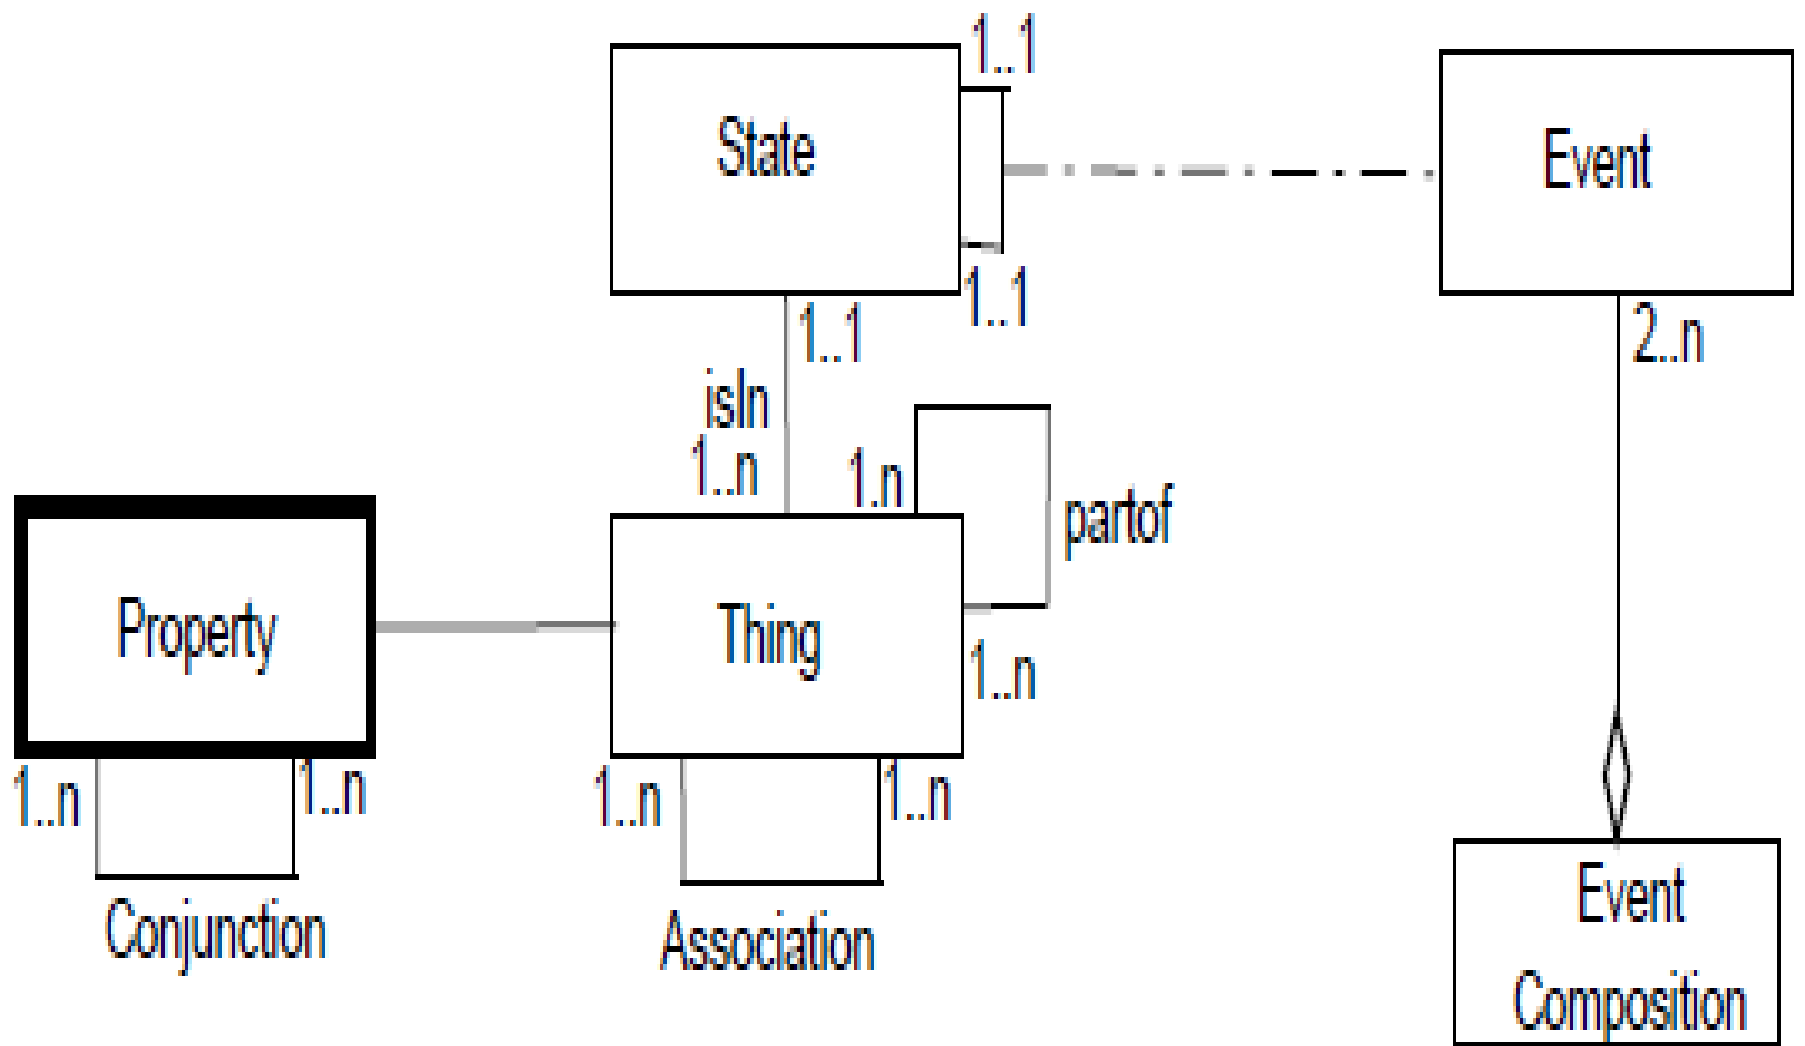 1..1
State
Event
1..1
1..1
2..n
isIn
1..n
1.n
partof
Property
Thing
1..n
1..n
1..n
1..n
1..n
Conjunction
Association
Event
Composition